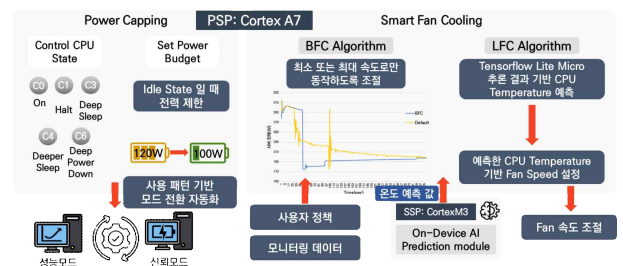 Power Capping
PSP: Cortex A7
Smart Fan Cooling
Control CPU
State
Set Power
Budget
BFC Algorithm
LFC Algorithm
C0
C1
C3
On
Halt
Deep
Sleep
C4
C6
Deeper
Sleep
Deep
Power
Down
Idle State 일 때
전력 제한
120W
100W
사용 패턴 기반
모드 전환 자동화
성능모드
신뢰모드
최소 또는 최대 속도로만
동작하도록 조절
BFC
Default
Time(sec)
사용자 정책
모니터링 데이터
온도 예측 값
SSP: CortexM3
On-Device AI
Prediction module
Tensorflow Lite Micro
추론 결과 기반 CPU
Temperature 예측
예측한 CPU Temperature
기반 Fan Speed 설정
Fan 속도 조절